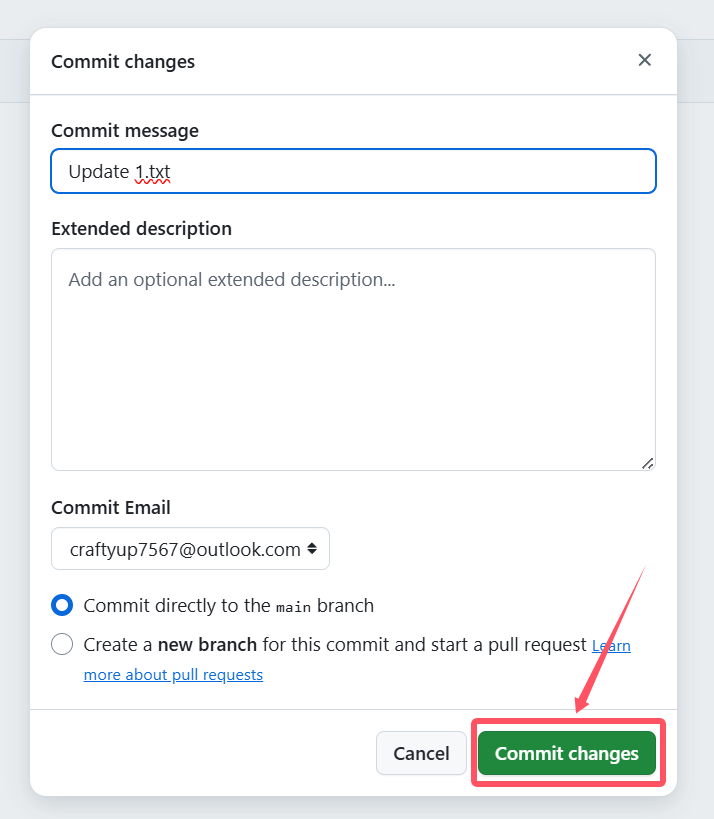 Commit changes
Commit message
Update 1.txt
Extended description
Add an optional extended description...
Commit Email
craftyup7567@outlook.com
Commit directly to the main branch
Create a new branch for this commit and start a pull request Learn
more about pull requests
Cancel
Commit changes